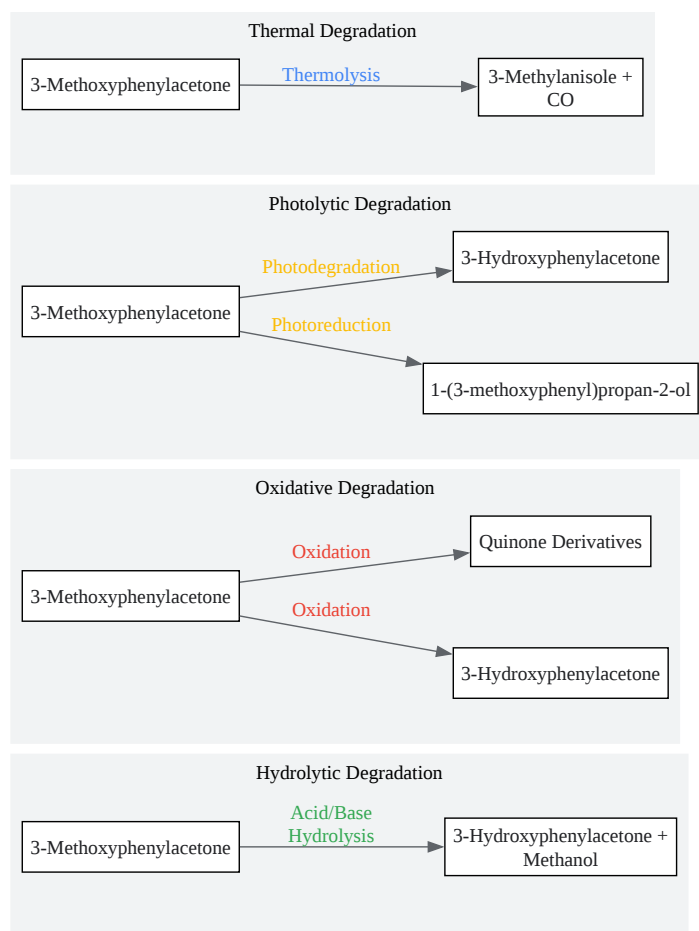 Thermal Degradation
3-Methoxyphenylacetone
Thermolysis
3-Methylanisole +
CO
Photolytic Degradation
3-Methoxyphenylacetone
Photodegradation
3-Hydroxyphenylacetone
Photoreduction
1-(3-methoxyphenyl)propan-2-ol
Oxidative Degradation
3-Methoxyphenylacetone
Oxidation
Quinone Derivatives
Oxidation
3-Hydroxyphenylacetone
Hydrolytic Degradation
3-Methoxyphenylacetone
Acid/Base
Hydrolysis
3-Hydroxyphenylacetone +
Methanol